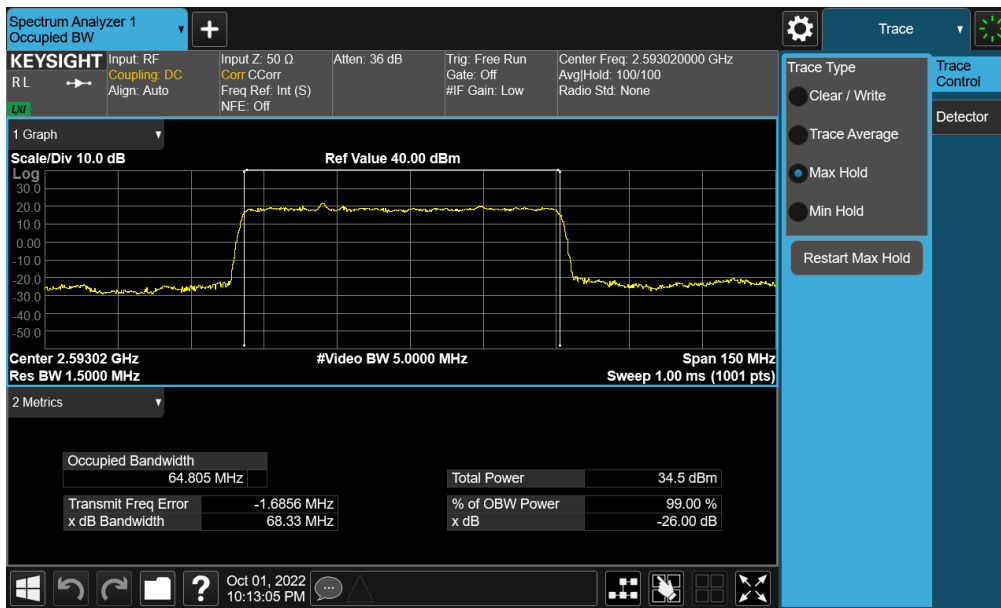 Spectrum Analyzer 1
Occupied BW
+
Trace
KEYSIGHT
R L
LXI
Input: RF
Coupling: DC
Align: Auto
Input Z: 50 Ω
Corr CCorr
Freq Ref: Int (S)
NFE: Off
Atten: 36 dB
Trig: Free Run
Gate: Off
#IF Gain: Low
Center Freq: 2.593020000 GHz
Avg|Hold: 100/100
Radio Std: None
1 Graph
Scale/Div 10.0 dB
Ref Value 40.00 dBm
Log
30.0
20.0
10.0
0.00
-10.0
-20.0
-30.0
-40.0
-50.0
Center 2.59302 GHz
#Video BW 5.0000 MHz
Span 150 MHz
Res BW 1.5000 MHz
Sweep 1.00 ms (1001 pts)
2 Metrics
Occupied Bandwidth
64.805 MHz
Total Power 34.5 dBm
Transmit Freq Error -1.6856 MHz
% of OBW Power 99.00 %
x dB Bandwidth 68.33 MHz
x dB -26.00 dB
Trace Type
Clear / Write
Trace Average
Max Hold
Min Hold
Restart Max Hold
Trace
Control
Detector
?
Oct 01, 2022
10:13:05 PM